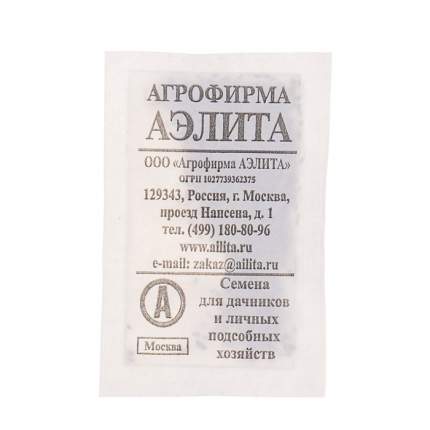 АГРОФИРМА
АЭЛИТА
ООО «Агрофирма АЭЛИТА»
ОГРН 1027739362375
129343, Россия, г. Москва,
проезд Нансена, д. 1
тел. (499) 180-80-96
www.ailita.ru
e-mail: zakaz@ailita.ru
А
Москва
Семена
для дачников
и личных
подсобных
хозяйств